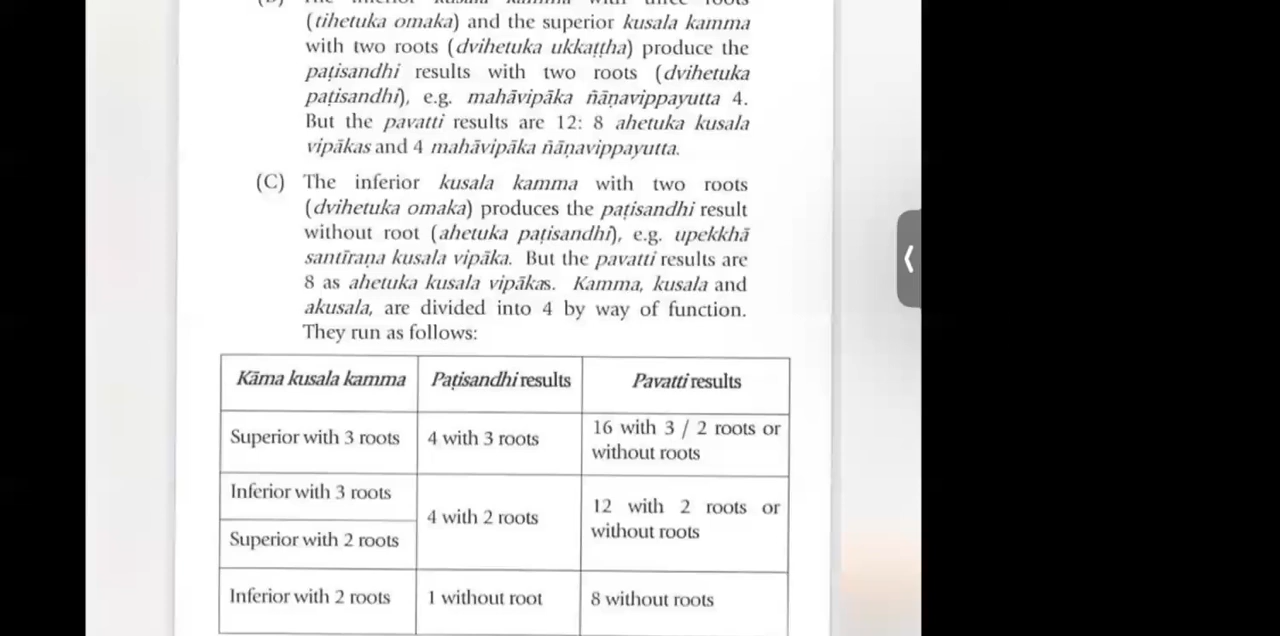 (tihetuka omaka) and the superior kusala kamma
with two roots (dvihetuka ukkaṭṭha) produce the
paṭisandhi results with two roots (dvihetuka
paṭisandhi), e.g. mahāvipāka ñāṇavippayutta 4.
But the pavatti results are 12: 8 ahetuka kusala
vipākas and 4 mahāvipāka ñāṇavippayutta.
(C) The inferior kusala kamma with two roots
(dvihetuka omaka) produces the paṭisandhi result
without root (ahetuka paṭisandhi), e.g. upekkhā
santīraṇa kusala vipāka. But the pavatti results are
8 as ahetuka kusala vipākas. Kamma, kusala and
akusala, are divided into 4 by way of function.
They run as follows:
Kāma kusala kamma Paṭisandhi results Pavatti results
Superior with 3 roots 4 with 3 roots 16 with 3 / 2 roots or
without roots
Inferior with 3 roots
4 with 2 roots 12 with 2 roots or
without roots
Superior with 2 roots
Inferior with 2 roots 1 without root 8 without roots